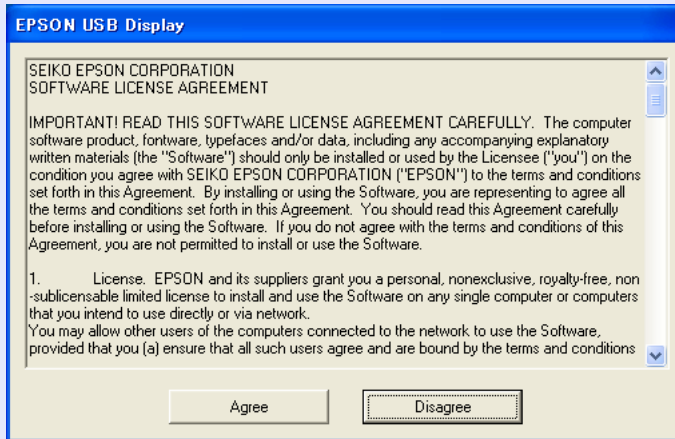 EPSON USB Display
SEIKO EPSON CORPORATION
SOFTWARE LICENSE AGREEMENT
IMPORTANT! READ THIS SOFTWARE LICENSE AGREEMENT CAREFULLY. The computer
software product, fontware, typefaces and/or data, including any accompanying explanatory
written materials (the "Software") should only be installed or used by the Licensee ("you") on the
condition you agree with SEIKO EPSON CORPORATION ("EPSON") to the terms and conditions
set forth in this Agreement. By installing or using the Software, you are representing to agree all
the terms and conditions set forth in this Agreement. You should read this Agreement carefully
before installing or using the Software. If you do not agree with the terms and conditions of this
Agreement, you are not permitted to install or use the Software.
1. License. EPSON and its suppliers grant you a personal, nonexclusive, royalty-free, non
-sublicensable limited license to install and use the Software on any single computer or computers
that you intend to use directly or via network.
You may allow other users of the computers connected to the network to use the Software,
provided that you (a) ensure that all such users agree and are bound by the terms and conditions
Agree Disagree